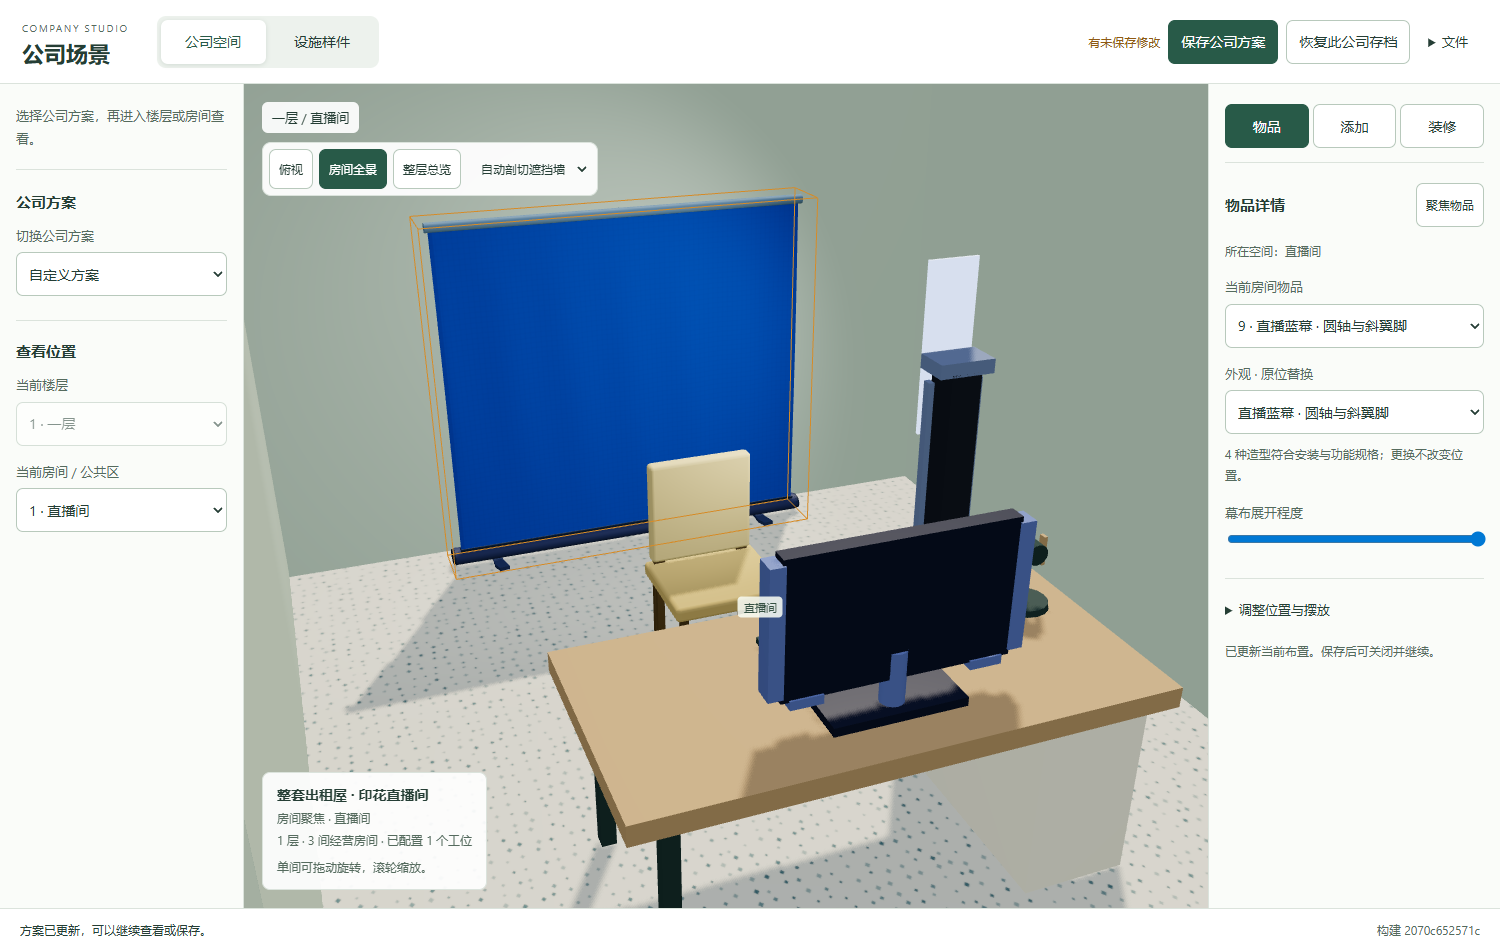 COMPANY STUDIO
公司场景
公司空间
设施样件
有未保存修改
保存公司方案
恢复此公司存档
文件
选择公司方案，再进入楼层或房间查
看。
公司方案
切换公司方案
自定义方案
查看位置
当前楼层
1 · 一层
当前房间 / 公共区
1 · 直播间
一层 / 直播间
俯视
房间全景
整层总览
自动剖切遮挡墙
直播间
整套出租屋 · 印花直播间
房间聚焦 · 直播间
1 层 · 3 间经营房间 · 已配置 1 个工位
单间可拖动旋转，滚轮缩放。
物品
添加
装修
物品详情
聚焦物品
所在空间：直播间
当前房间物品
9 · 直播蓝幕 · 圆轴与斜翼脚
外观 · 原位替换
直播蓝幕 · 圆轴与斜翼脚
4 种造型符合安装与功能规格；更换不改变位
置。
幕布展开程度
调整位置与摆放
已更新当前布置。保存后可关闭并继续。
方案已更新，可以继续查看或保存。
构建 2070c652571c